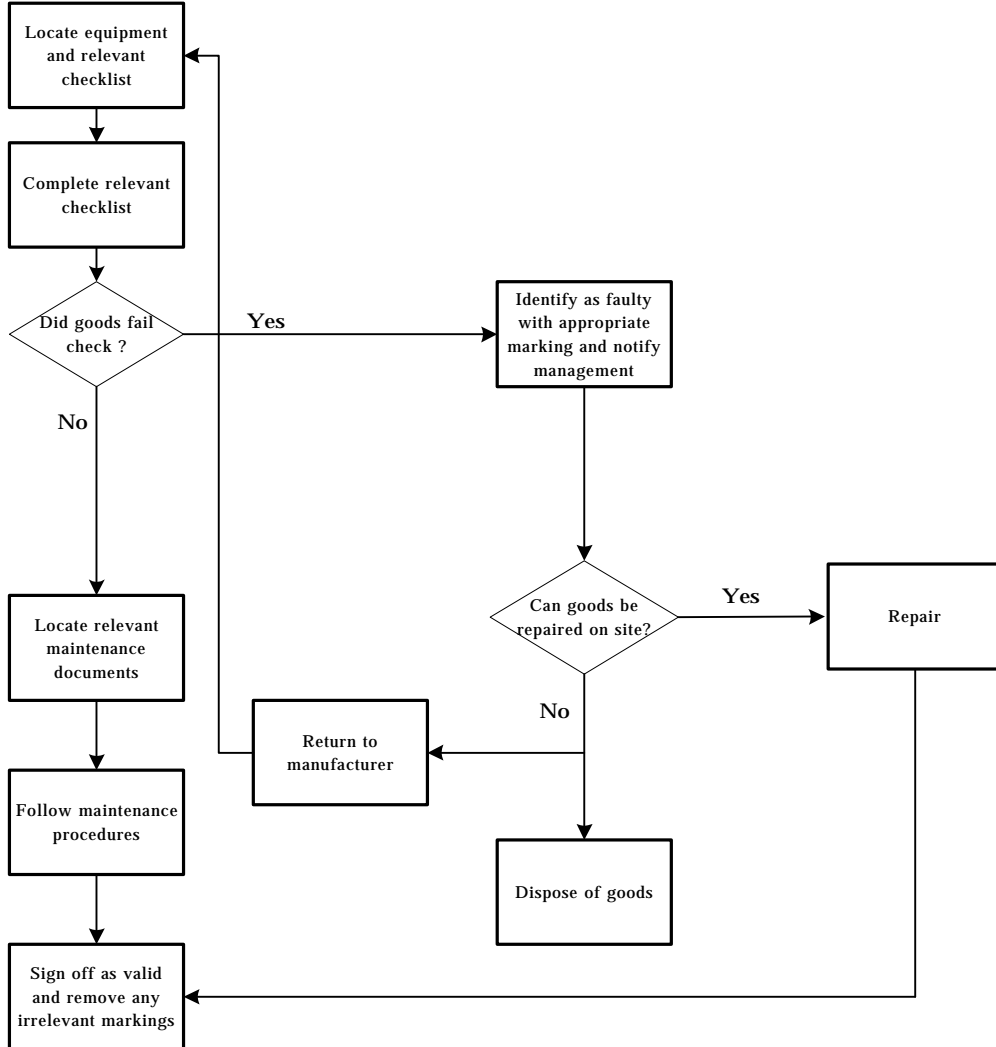 Locate equipment
and relevant
checklist
Complete relevant
checklist
Did goods fail
check ?
Yes
No
Identify as faulty
with appropriate
marking and notify
management
Can goods be
repaired on site?
Yes
No
Repair
Locate relevant
maintenance
documents
Return to
manufacturer
Follow maintenance
procedures
Dispose of goods
Sign off as valid
and remove any
irrelevant markings